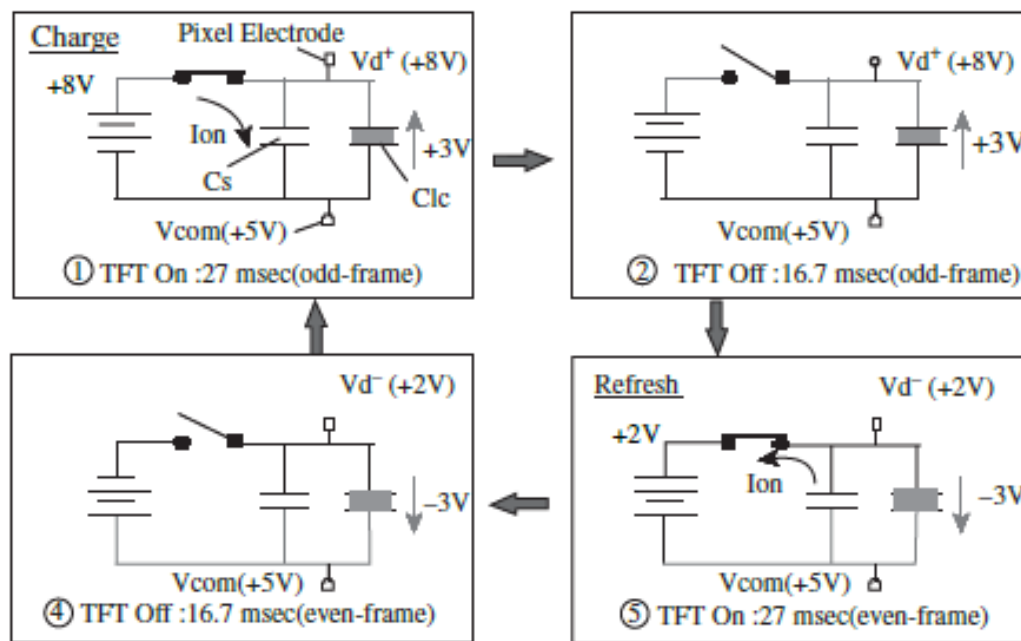 Charge
Pixel Electrode
Vd+ (+8V)
+8V
Ion
+3V
Cs
Clc
Vcom(+5V)
① TFT On :27 msec(odd-frame)
Vd+ (+8V)
+3V
Vcom(+5V)
② TFT Off :16.7 msec(odd-frame)
Vd− (+2V)
−3V
Vcom(+5V)
④ TFT Off :16.7 msec(even-frame)
Refresh
Vd− (+2V)
+2V
Ion
−3V
Vcom(+5V)
⑤ TFT On :27 msec(even-frame)